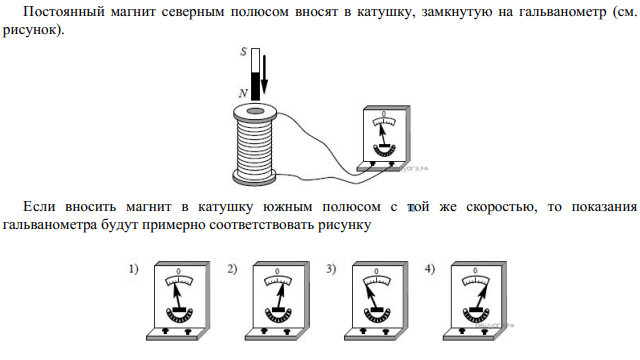 Постоянный магнит северным полюсом вносят в катушку, замкнутую на гальванометр (см.
рисунок).
S
N
0
Если вносить магнит в катушку южным полюсом с той же скоростью, то показания
гальванометра будут примерно соответствовать рисунку
1) 2) 3) 4)
0 0 0 0